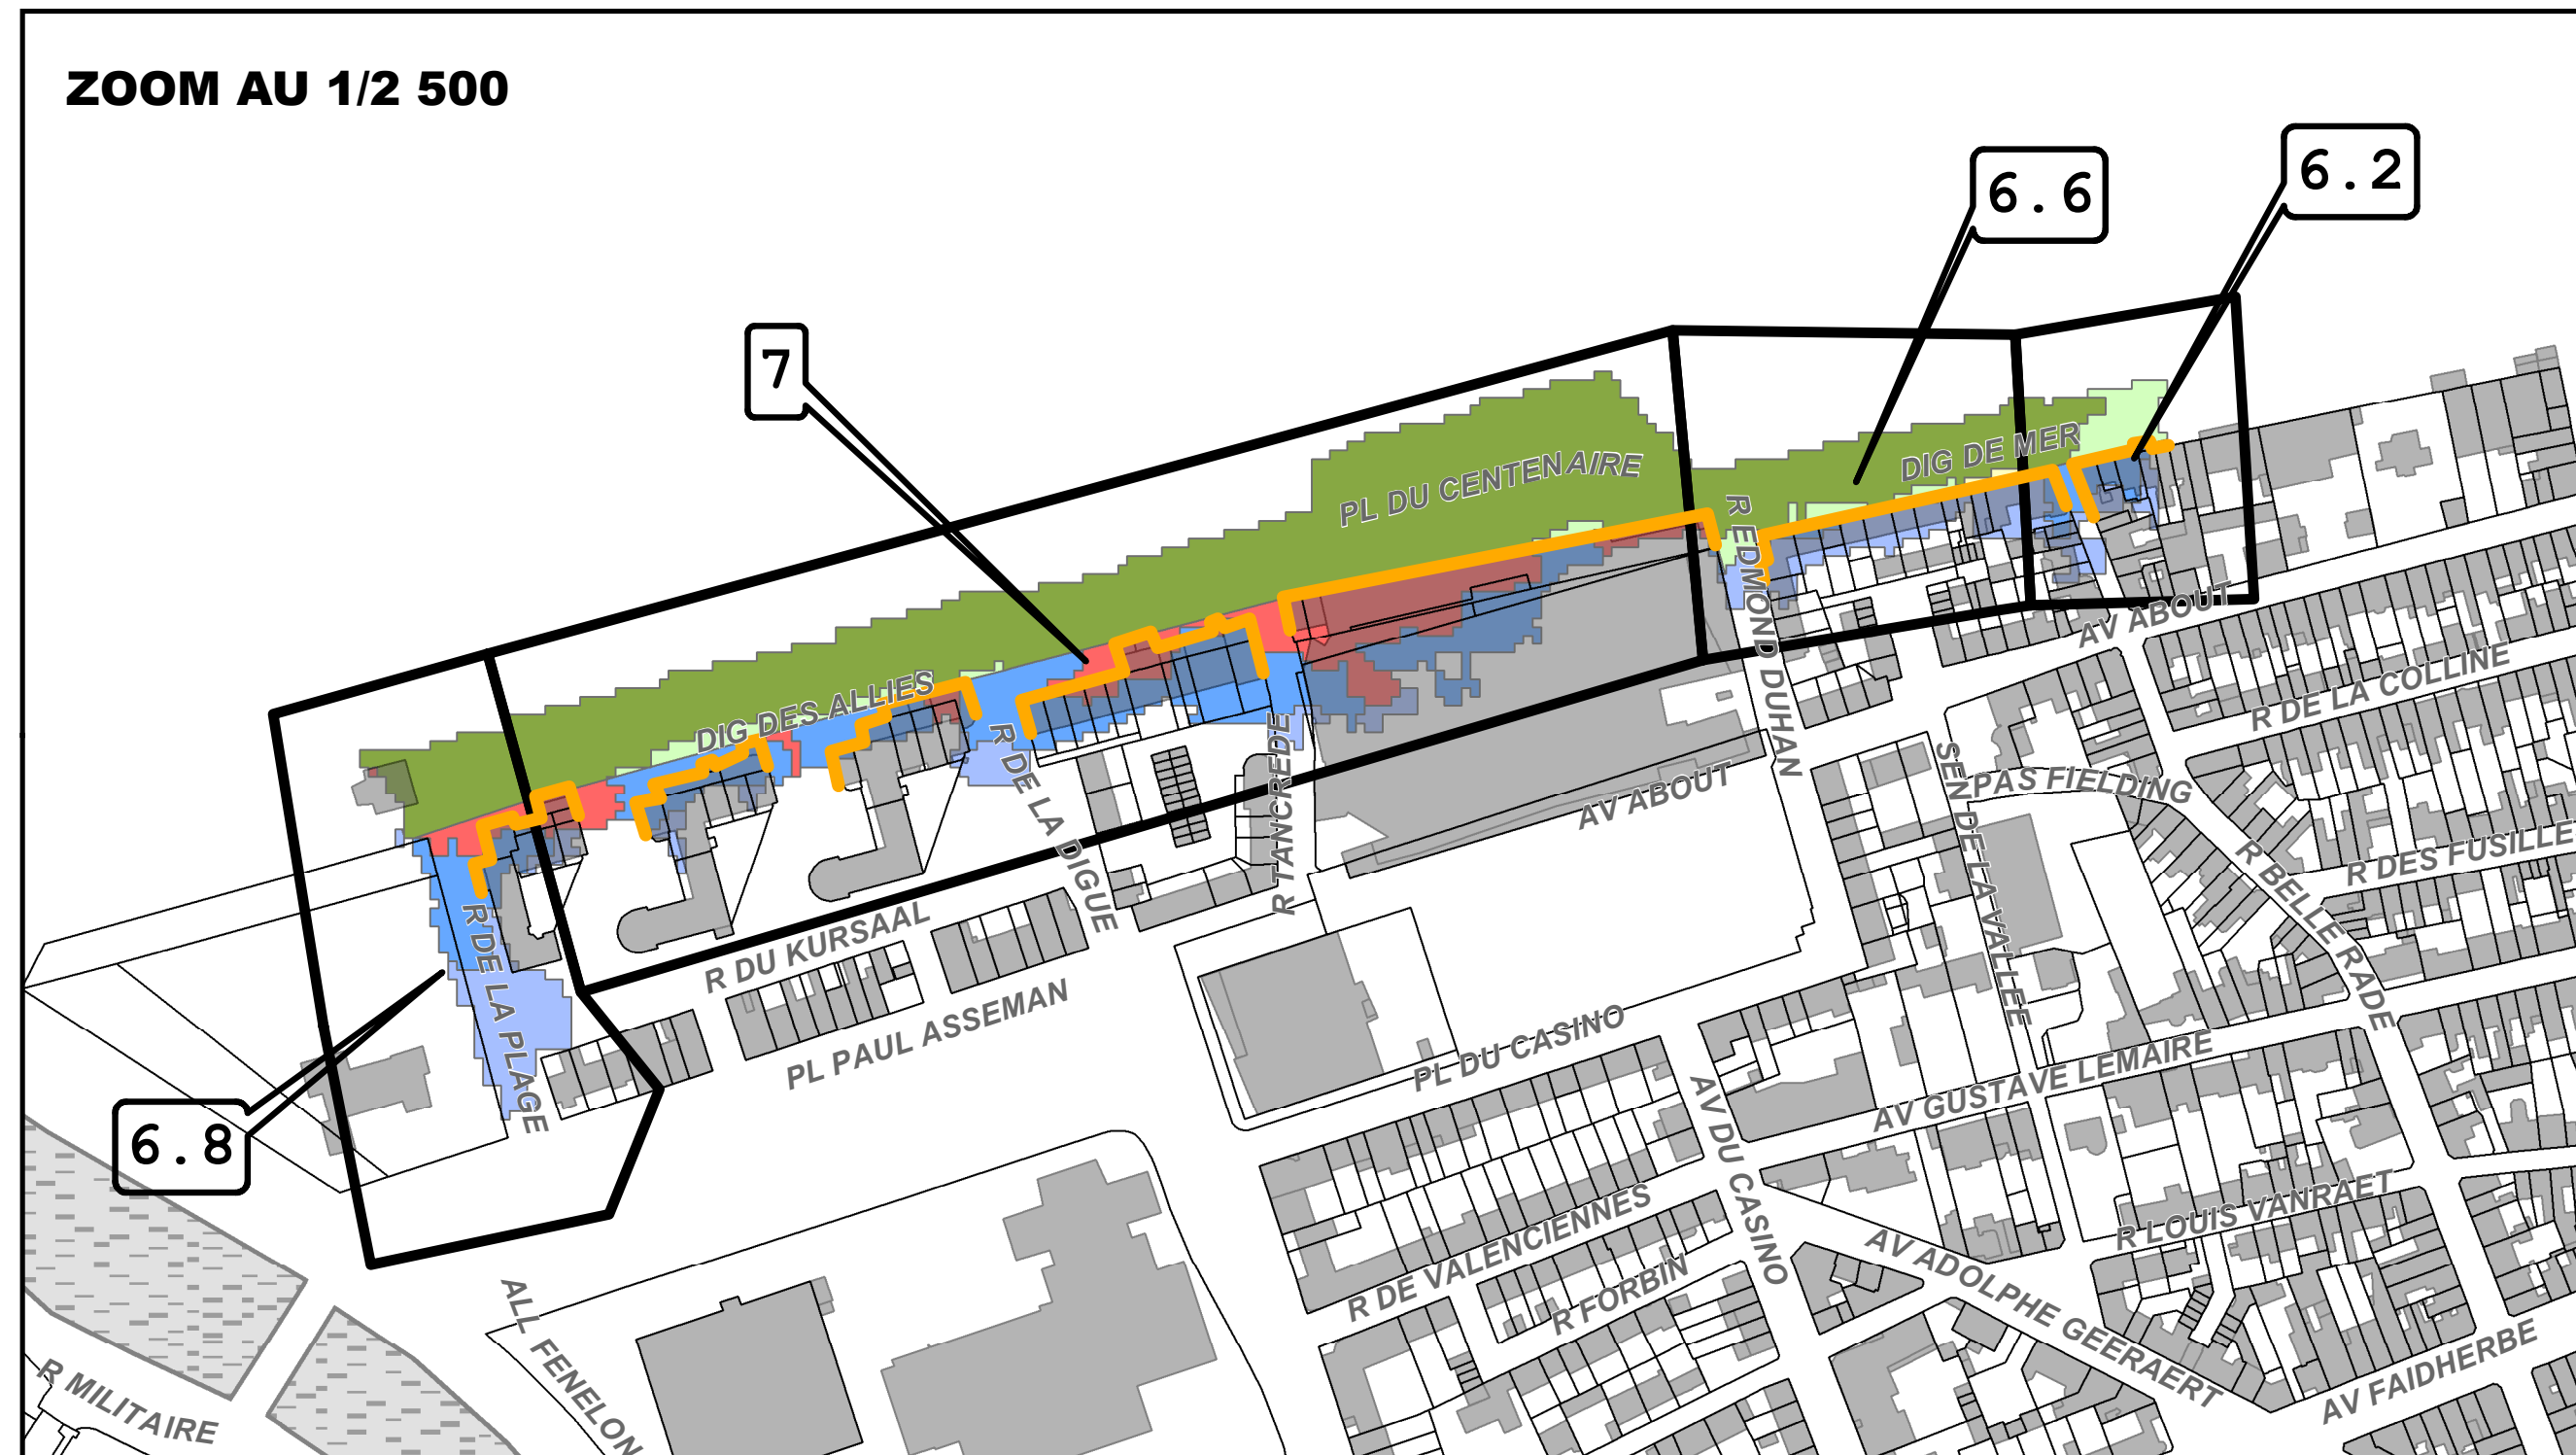 ZOOM AU 1/2 500
6.2
6.6
7
DIG DE MER
PL DU CENTENAIRE
R EDMOND DUHAN
AV ABOUT
R DE LA COLLINE
DIG DES ALLIES
R DE LA DIGUE
R TANCREDE
AV ABOUT
SEN DE LA VALLEE
PAS FIELDING
R BELLE RADE
R DES FUSILLE
R DE LA PLAGE
R DU KURSAAL
PL PAUL ASSEMAN
PL DU CASINO
AV GUSTAVE LEMAIRE
6.8
AV DU CASINO
R DE VALENCIENNES
R FORBIN
R LOUIS VANRAET
AV ADOLPHE GEERAERT
AV FAIDHERBE
ALL FENELON
R MILITAIRE